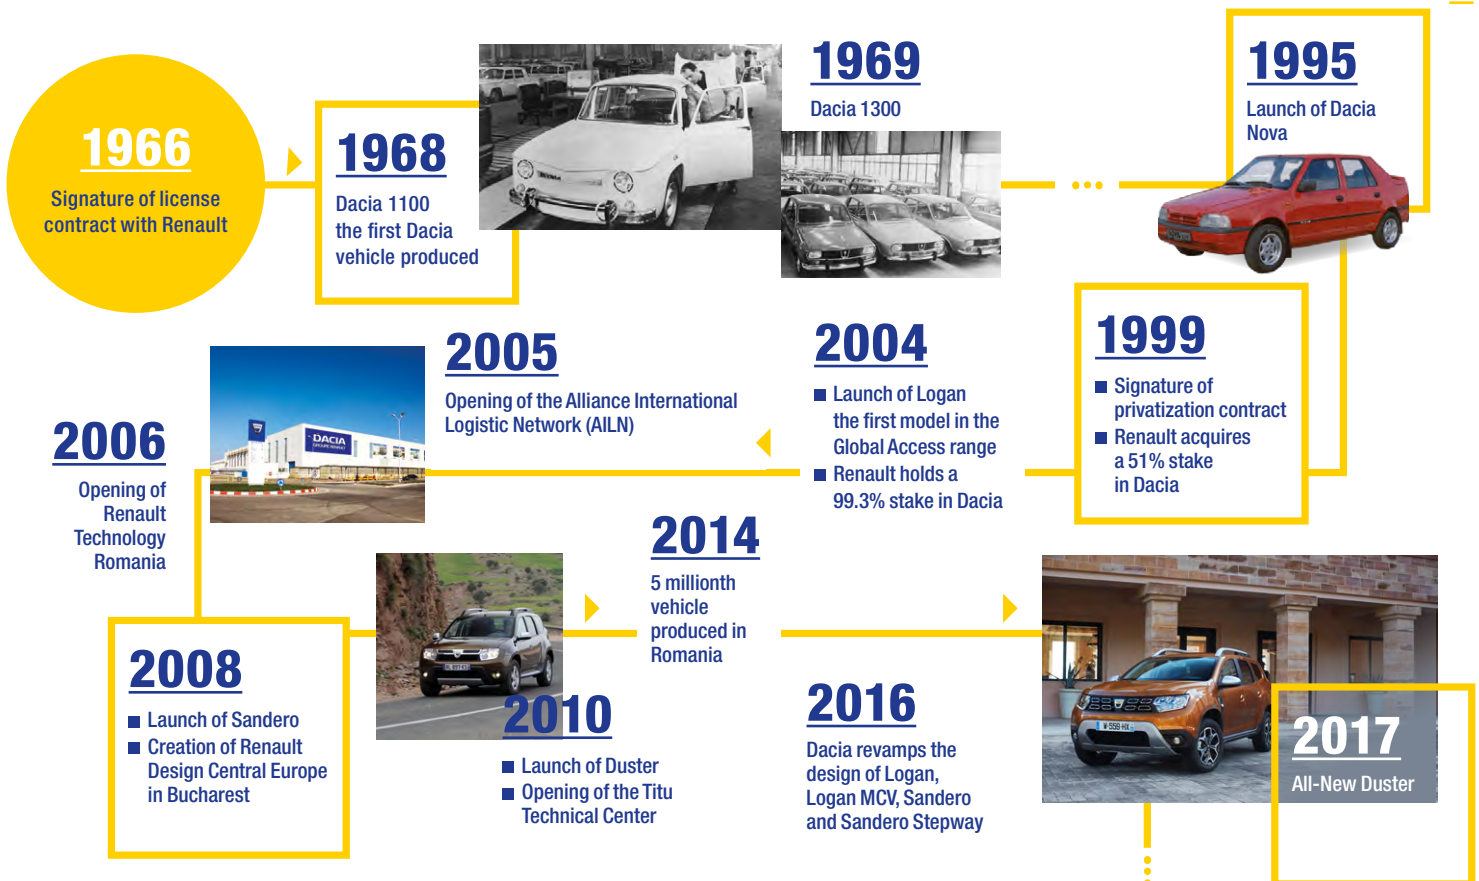 1966
Signature of license
contract with Renault
1968
Dacia 1100
the first Dacia
vehicle produced
1969
Dacia 1300
1995
Launch of Dacia
Nova
1999
Signature of
privatization contract
Renault acquires
a 51% stake
in Dacia
2004
Launch of Logan
the first model in the
Global Access range
Renault holds a
99.3% stake in Dacia
2005
Opening of the Alliance International
Logistic Network (AILN)
DACIA
GROUPE RENAULT
2006
Opening of
Renault
Technology
Romania
2008
Launch of Sandero
Creation of Renault
Design Central Europe
in Bucharest
2010
Launch of Duster
Opening of the Titu
Technical Center
2014
5 millionth
vehicle
produced in
Romania
2016
Dacia revamps the
design of Logan,
Logan MCV, Sandero
and Sandero Stepway
W-558-HX
2017
All-New Duster